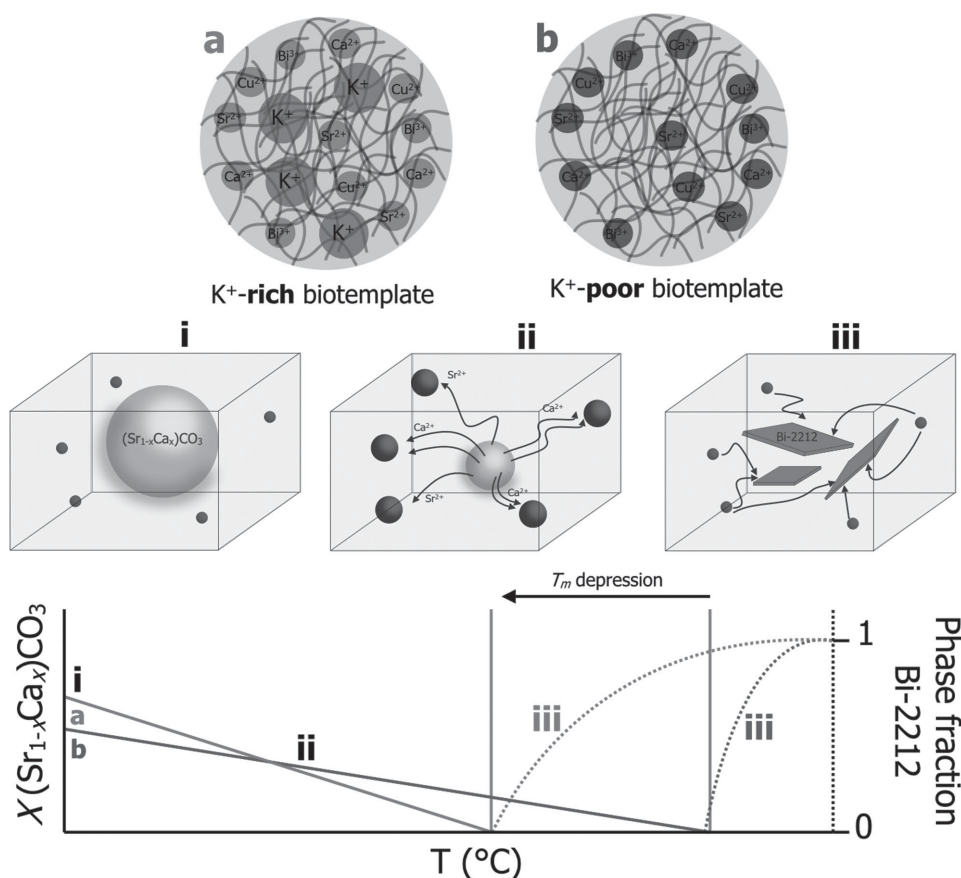 a
b
Bi³⁺
Ca²⁺
Cu²⁺
K⁺
Cu²⁺
Sr²⁺
K⁺
Sr²⁺
Bi³⁺
Ca²⁺
K⁺
Cu²⁺
Ca²⁺
Bi³⁺
K⁺
Sr²⁺
Bi³⁺
Ca²⁺
Cu²⁺
Cu²⁺
Sr²⁺
Sr²⁺
Bi³⁺
Ca²⁺
Cu²⁺
Ca²⁺
Bi³⁺
Sr²⁺
K⁺-rich biotemplate
K⁺-poor biotemplate
i
ii
iii
(Sr₁₋ₓCaₓ)CO₃
Sr²⁺
Ca²⁺
Ca²⁺
Sr²⁺
Ca²⁺
Bi-2212
Tₘ depression
X (Sr₁₋ₓCaₓ)CO₃
i
a
b
ii
iii
iii
1
0
Phase fraction
Bi-2212
T (°C)